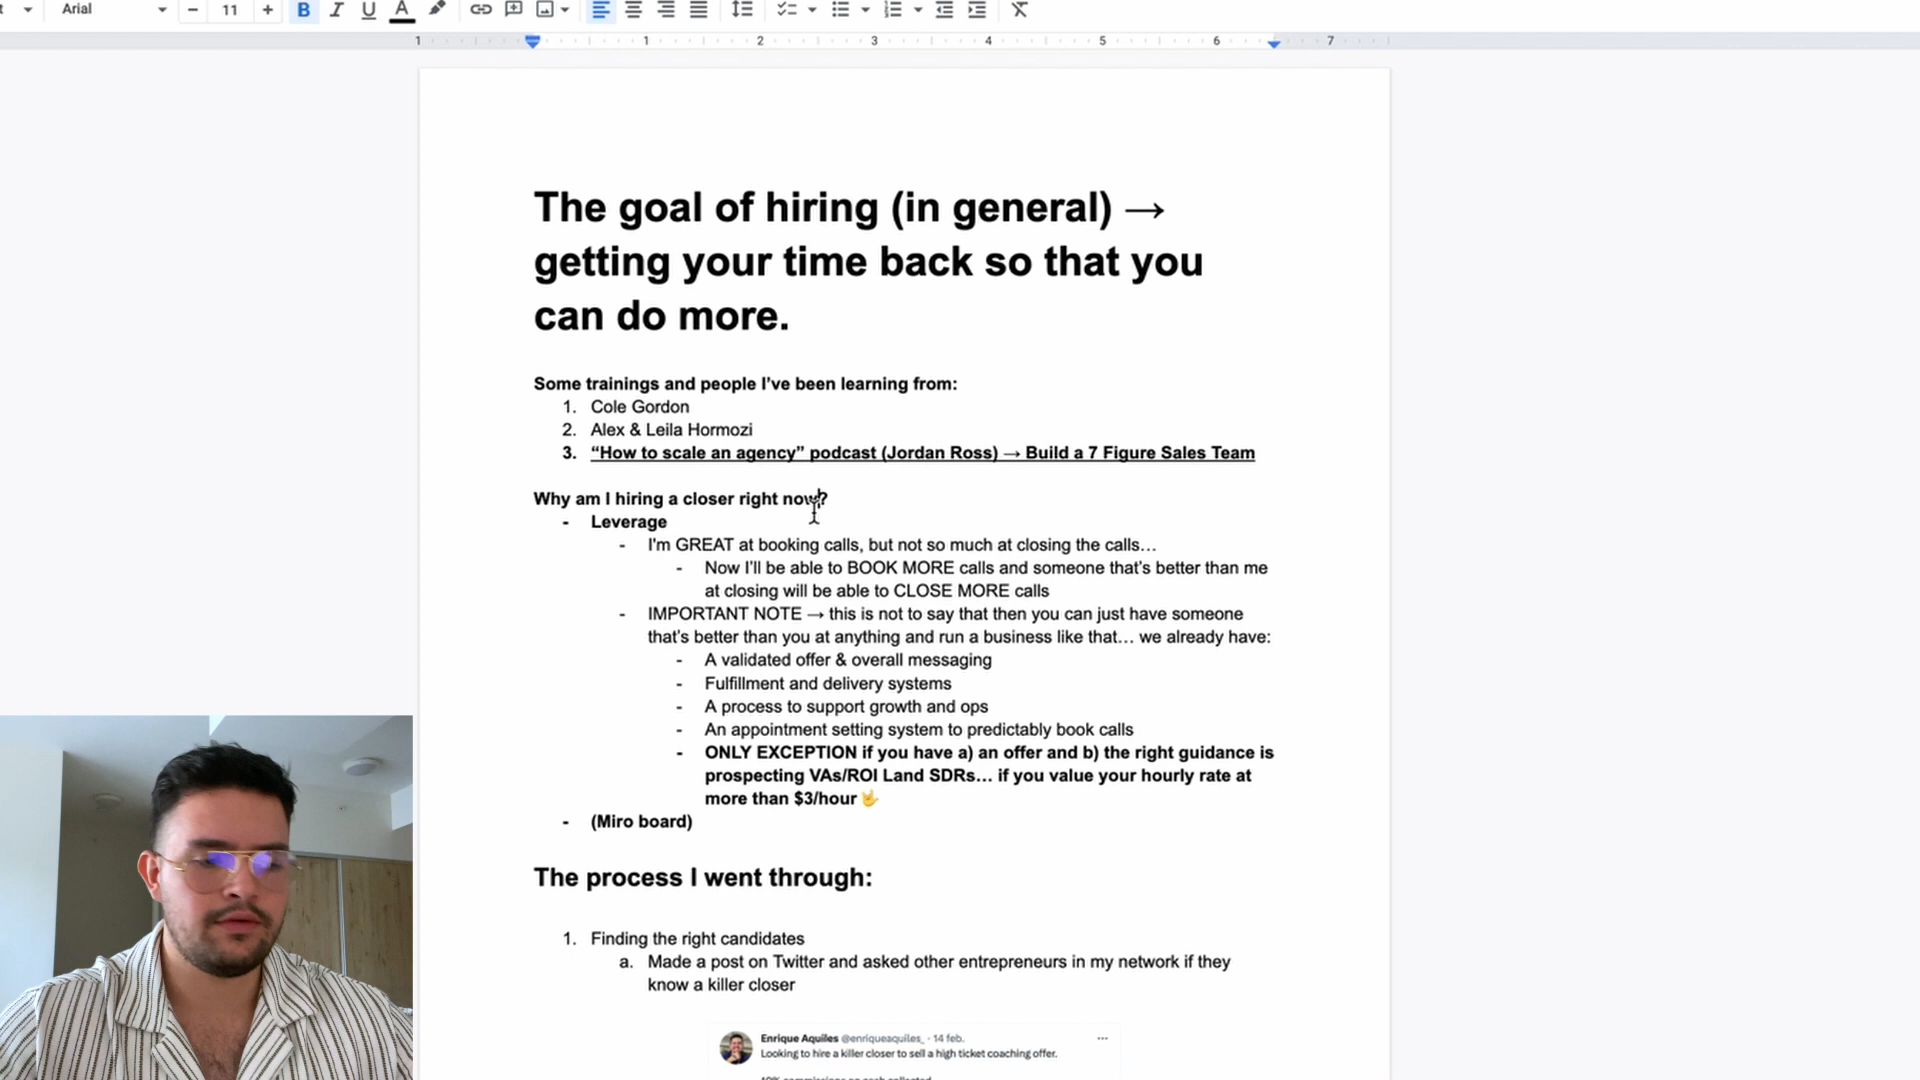 Arial
11
1 1 2 3 4 5 6 7
The goal of hiring (in general) →
getting your time back so that you
can do more.
Some trainings and people I've been learning from:
1. Cole Gordon
2. Alex & Leila Hormozi
3. “How to scale an agency” podcast (Jordan Ross) → Build a 7 Figure Sales Team
Why am I hiring a closer right now?
- Leverage
- I'm GREAT at booking calls, but not so much at closing the calls…
- Now I'll be able to BOOK MORE calls and someone that's better than me
at closing will be able to CLOSE MORE calls
- IMPORTANT NOTE → this is not to say that then you can just have someone
that's better than you at anything and run a business like that… we already have:
- A validated offer & overall messaging
- Fulfillment and delivery systems
- A process to support growth and ops
- An appointment setting system to predictably book calls
- ONLY EXCEPTION if you have a) an offer and b) the right guidance is
prospecting VAs/ROI Land SDRs… if you value your hourly rate at
more than $3/hour 🤟
- (Miro board)
The process I went through:
1. Finding the right candidates
a. Made a post on Twitter and asked other entrepreneurs in my network if they
know a killer closer
Enrique Aquiles @enriqueaquiles_ · 14 feb.
Looking to hire a killer closer to sell a high ticket coaching offer.